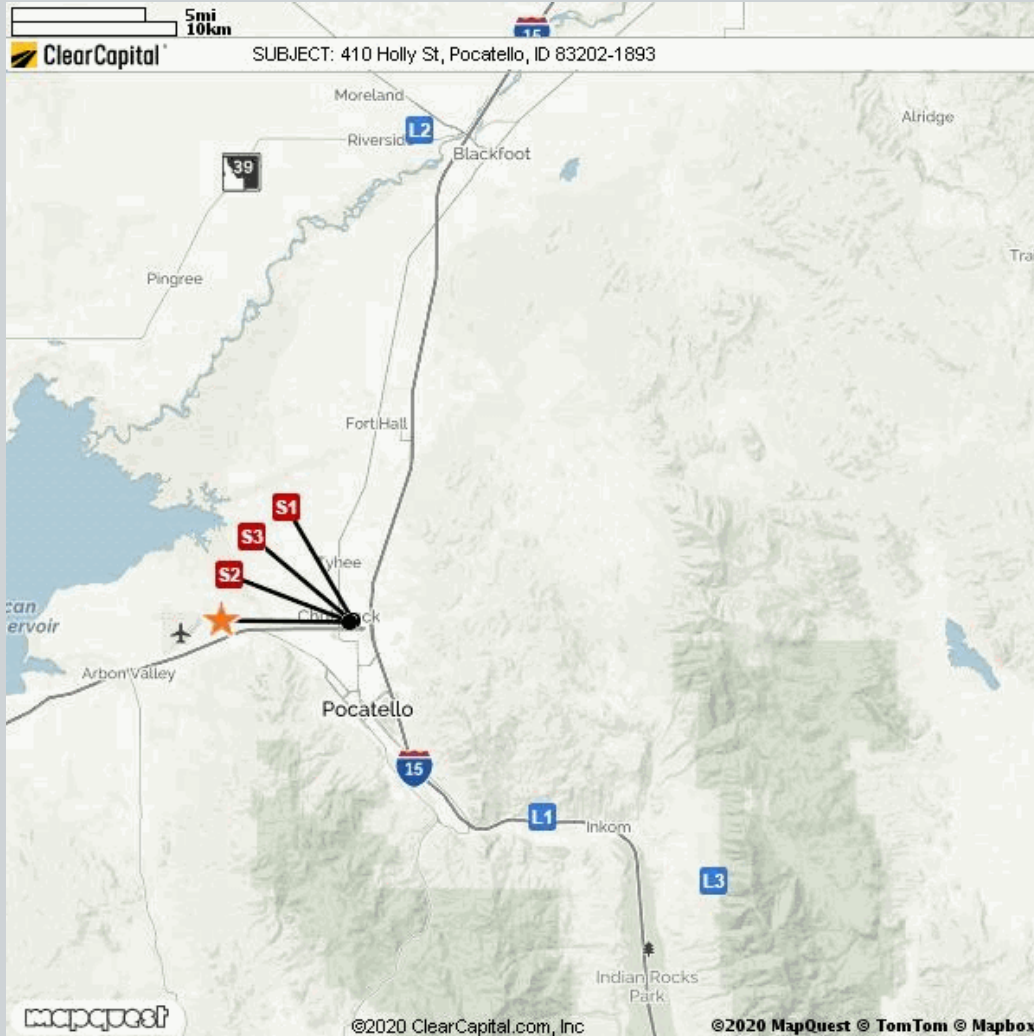 5mi
10km
15
ClearCapital
SUBJECT: 410 Holly St, Pocatello, ID 83202-1893
Moreland
Alridge
Riverside
L2
Blackfoot
39
Pingree
Fort Hall
S1
S3
Tyhee
S2
Arbon Valley
Pocatello
15
L1
Inkom
L3
Indian Rocks
Park
mapquest
©2020 ClearCapital.com, Inc
©2020 MapQuest © TomTom © Mapbo